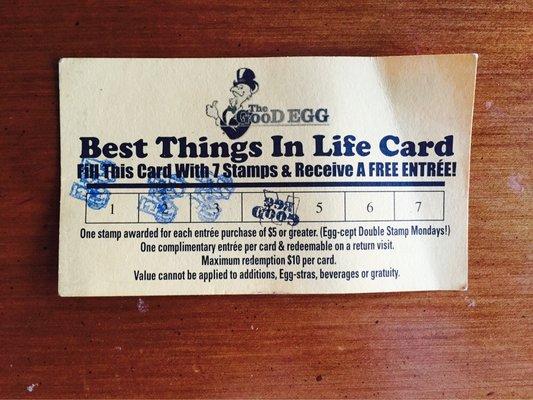 The
GooD EGG
Best Things In Life Card
Fill This Card With 7 Stamps & Receive A FREE ENTRÉE!
1 2 3 5 6 7
One stamp awarded for each entrée purchase of $5 or greater. (Egg-cept Double Stamp Mondays!)
One complimentary entrée per card & redeemable on a return visit.
Maximum redemption $10 per card.
Value cannot be applied to additions, Egg-stras, beverages or gratuity.